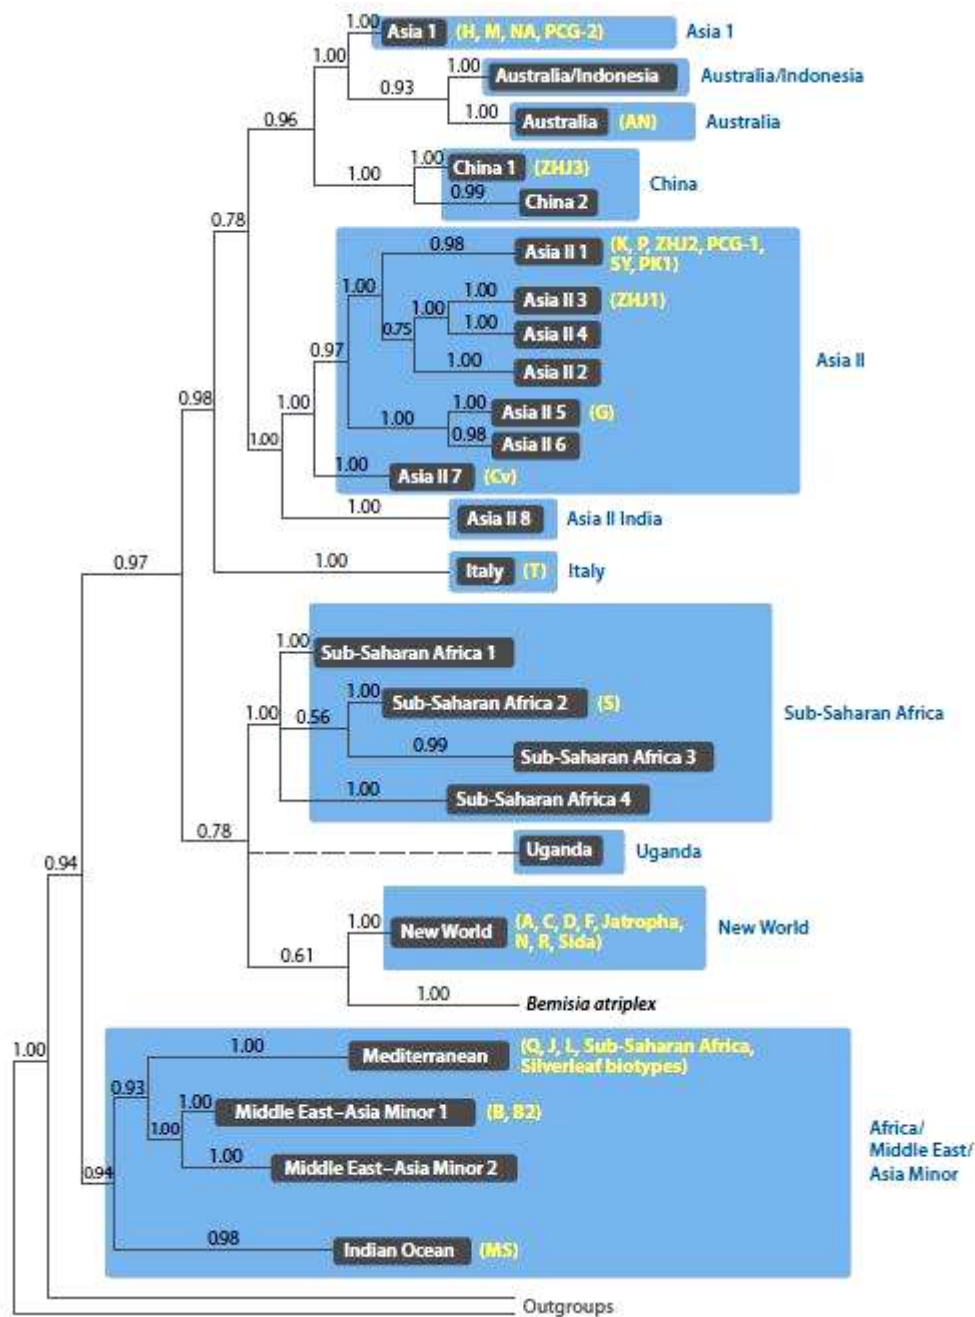 1.00
Asia 1 (H, M, NA, PCG-2) Asia 1
1.00
1.00
Australia/Indonesia Australia/Indonesia
0.93
1.00
Australia (AN) Australia
0.96
1.00
China 1 (ZHJ3)
China
1.00
0.99
China 2
0.78
0.98
Asia II 1 (K, P, ZHJ2, PCG-1,
SY, PK1)
1.00
1.00
Asia II 3 (ZHJ1)
1.00
0.75
1.00
Asia II 4
0.97
1.00
Asia II 2
Asia II
0.98
1.00
1.00
Asia II 5 (G)
1.00
0.98
Asia II 6
1.00
1.00
Asia II 7 (Cv)
1.00
Asia II 8 Asia II India
0.97
1.00
Italy (T) Italy
1.00
Sub-Saharan Africa 1
1.00
Sub-Saharan Africa 2 (S)
Sub-Saharan Africa
1.00
0.56
0.99
Sub-Saharan Africa 3
1.00
Sub-Saharan Africa 4
0.78
Uganda Uganda
0.94
1.00
New World (A, C, D, F, Jatropha,
N, R, Sida)
New World
0.61
1.00
Bemisia atriplex
1.00
1.00
Mediterranean (Q, J, L, Sub-Saharan Africa,
Silverleaf biotypes)
0.93
1.00
Middle East–Asia Minor 1 (B, B2)
1.00
Africa/
Middle East/
Asia Minor
1.00
Middle East–Asia Minor 2
0.94
0.98
Indian Ocean (MS)
Outgroups